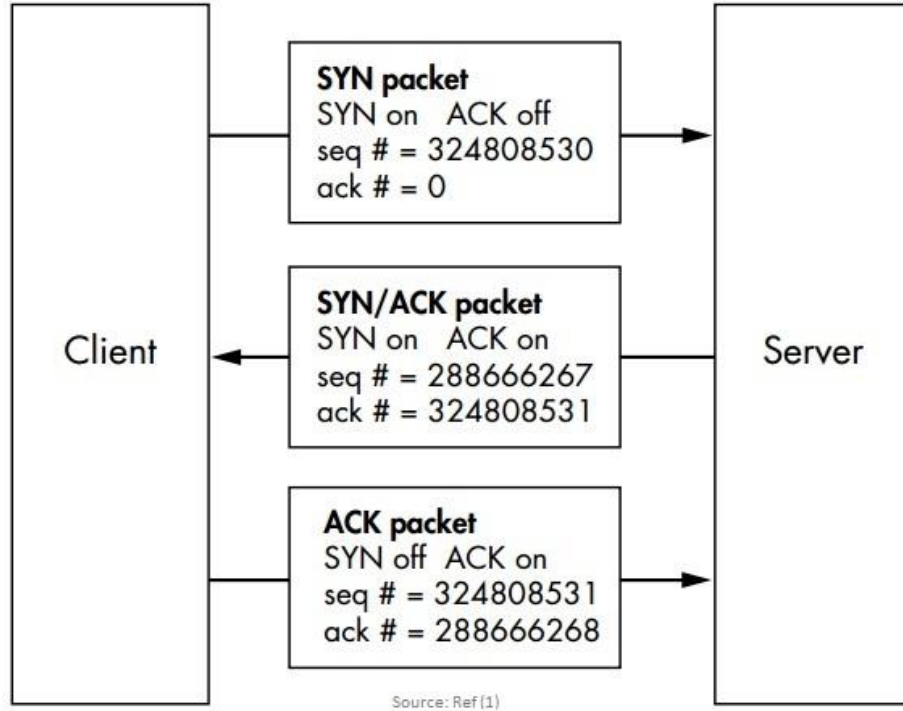 SYN packet
SYN on ACK off
seq # = 324808530
ack # = 0
Client
SYN/ACK packet
SYN on ACK on
seq # = 288666267
ack # = 324808531
Server
ACK packet
SYN off ACK on
seq # = 324808531
ack # = 288666268
Source: Ref (1)